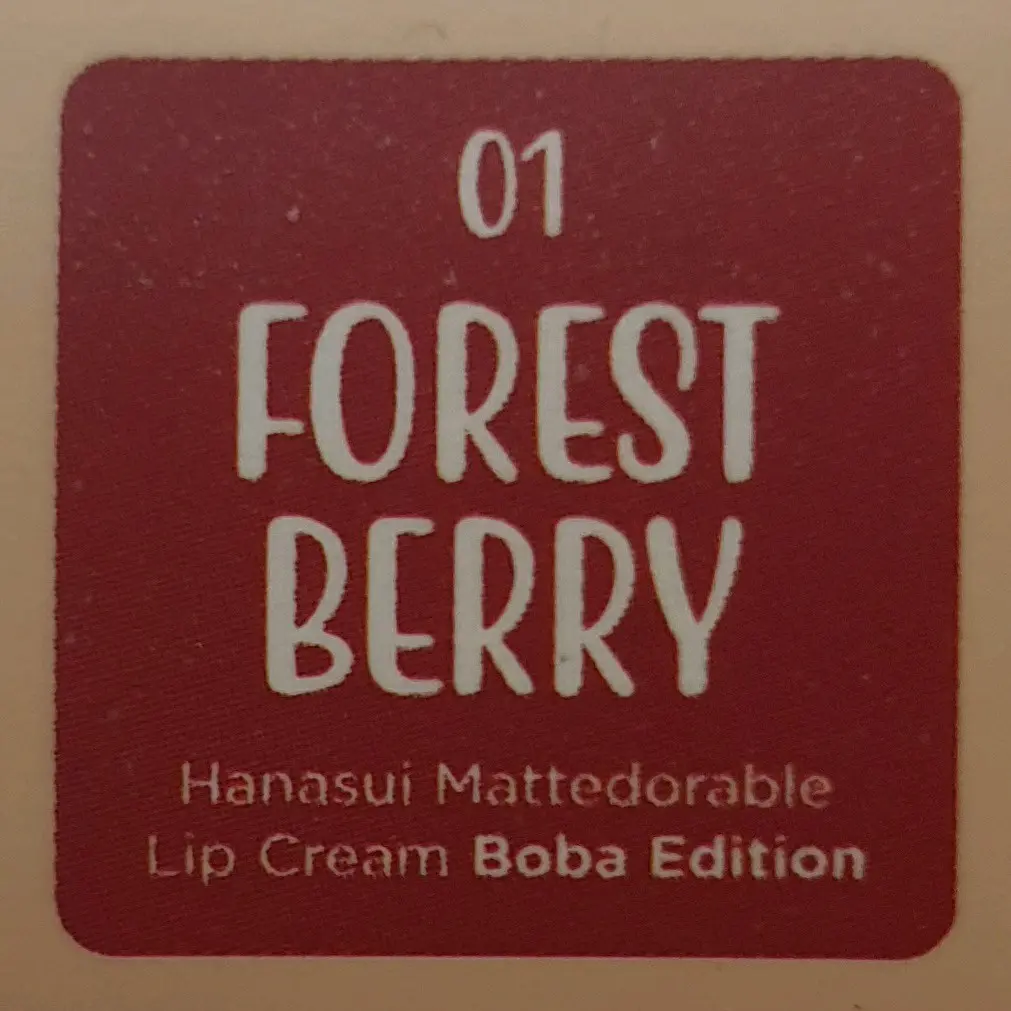 01
FOREST
BERRY
Hanasui Mattedorable
Lip Cream Boba Edition